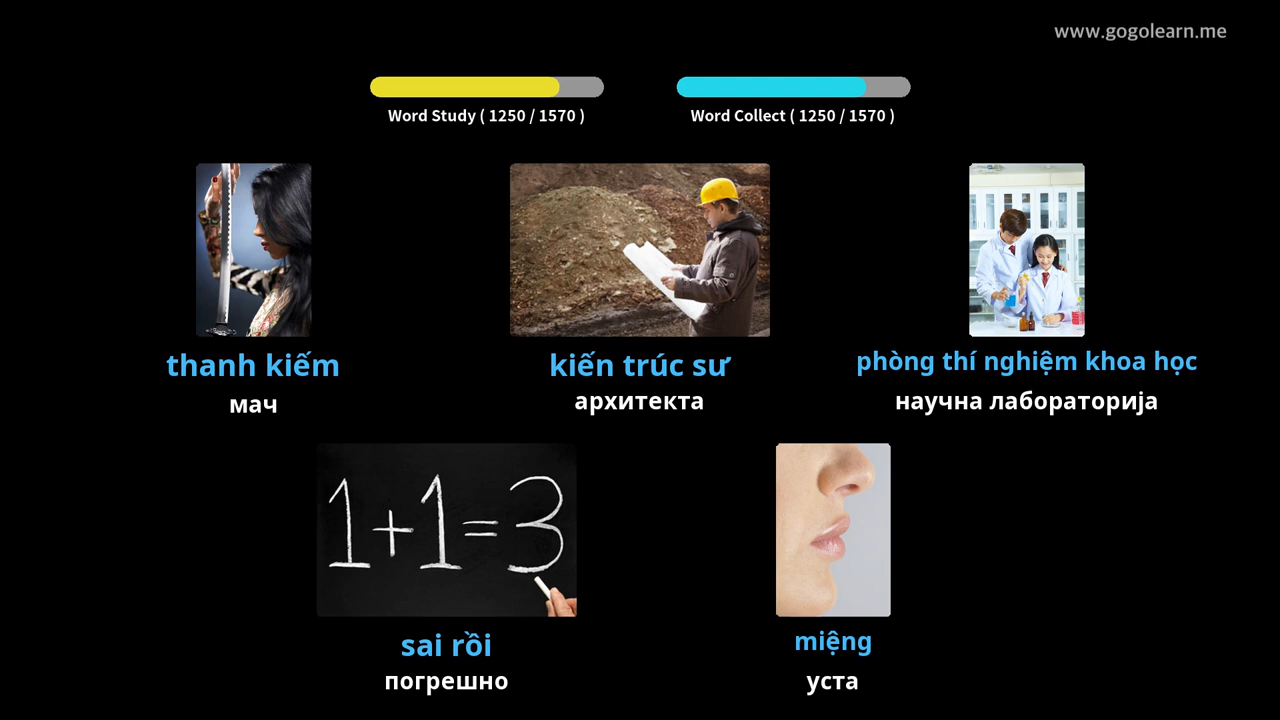 www.gogolearn.me
Word Study ( 1250 / 1570 )
Word Collect ( 1250 / 1570 )
thanh kiếm
мач
kiến trúc sư
архитекта
phòng thí nghiệm khoa học
научна лабораторија
1+1=3
sai rồi
погрешно
miệng
уста